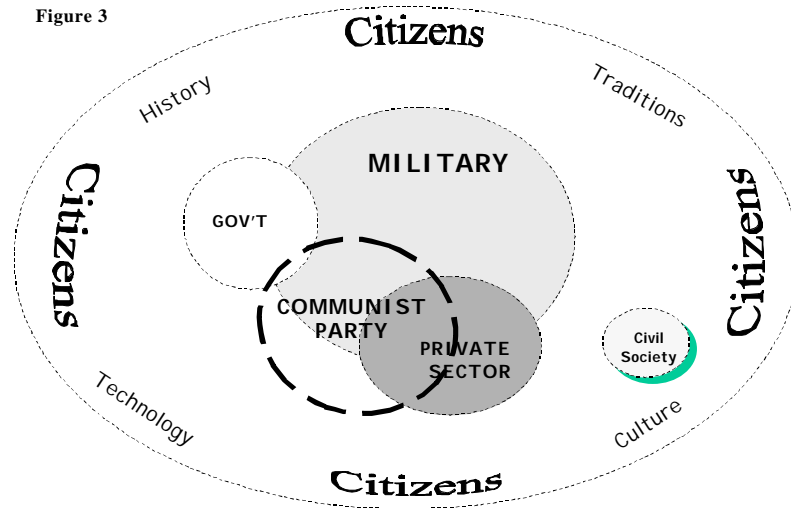 Figure 3
Citizens
History
Traditions
MILITARY
Citizens
GOV'T
Citizens
COMMUNIST
PARTY
PRIVATE
SECTOR
Civil
Society
Technology
Culture
Citizens